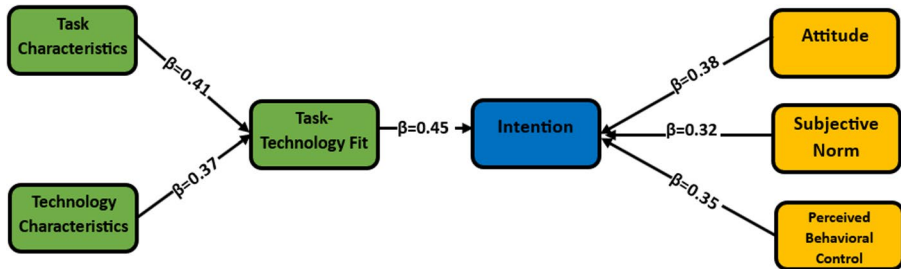 Task
Characteristics
β=0.41
Technology
Characteristics
β=0.37
Task-
Technology Fit
β=0.45
Intention
β=0.38
Attitude
β=0.32
Subjective
Norm
β=0.35
Perceived
Behavioral
Control